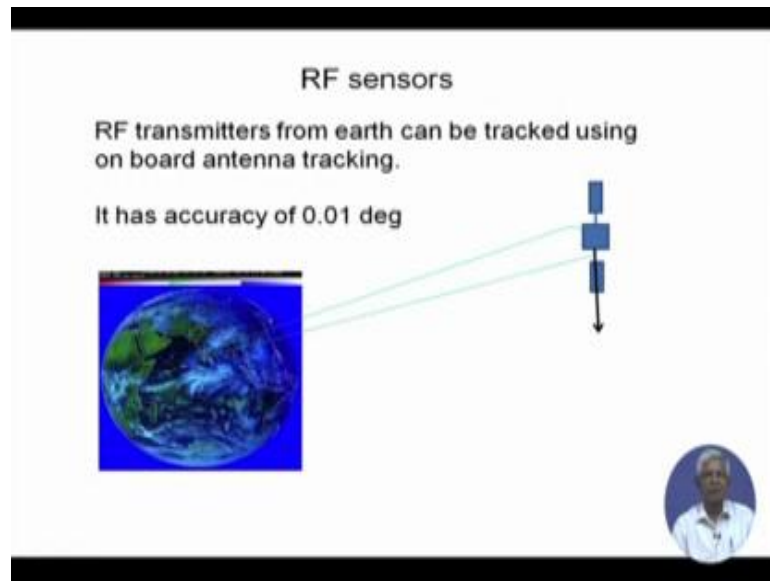 RF sensors
RF transmitters from earth can be tracked using
on board antenna tracking.
It has accuracy of 0.01 deg